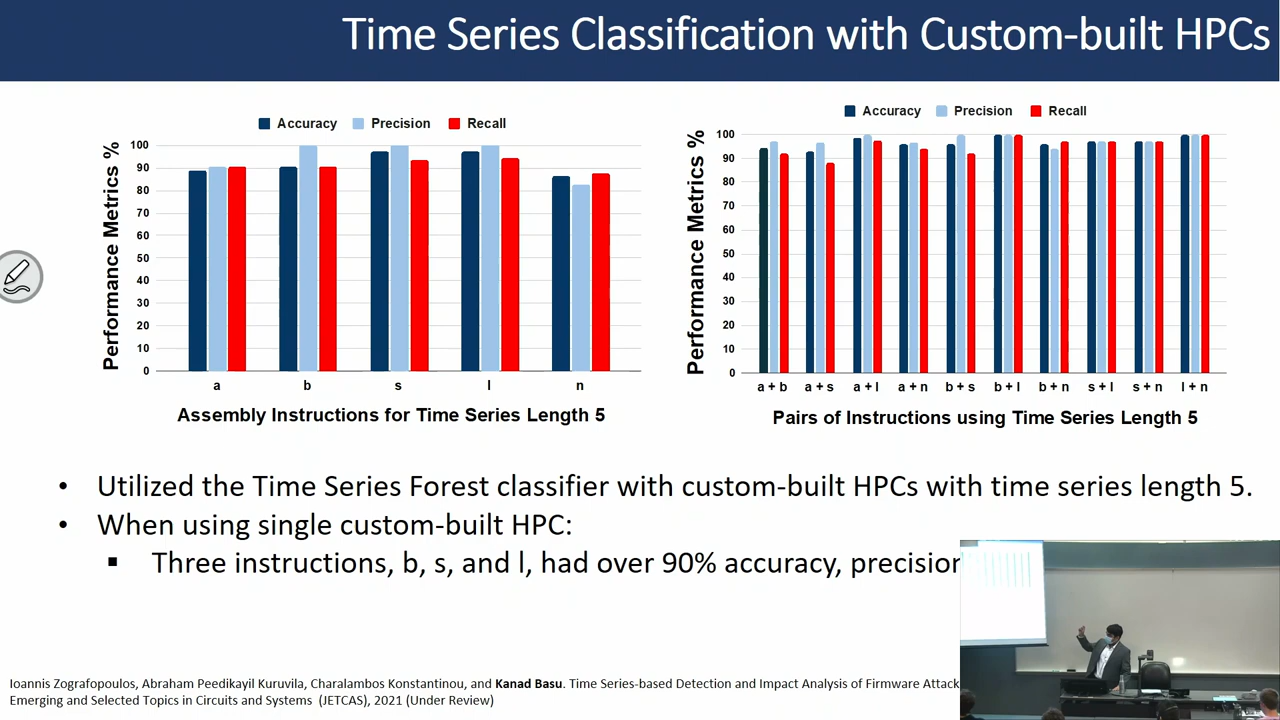 Time Series Classification with Custom-built HPCs
Accuracy Precision Recall
Performance Metrics %
100
90
80
70
60
50
40
30
20
10
0
a b s l n
Assembly Instructions for Time Series Length 5
Accuracy Precision Recall
Performance Metrics %
100
90
80
70
60
50
40
30
20
10
0
a + b a + s a + l a + n b + s b + l b + n s + l s + n l + n
Pairs of Instructions using Time Series Length 5
• Utilized the Time Series Forest classifier with custom-built HPCs with time series length 5.
• When using single custom-built HPC:
▪ Three instructions, b, s, and l, had over 90% accuracy, precision
Ioannis Zografopoulos, Abraham Peedikayil Kuruvila, Charalambos Konstantinou, and Kanad Basu. Time Series-based Detection and Impact Analysis of Firmware Attack
Emerging and Selected Topics in Circuits and Systems (JETCAS), 2021 (Under Review)